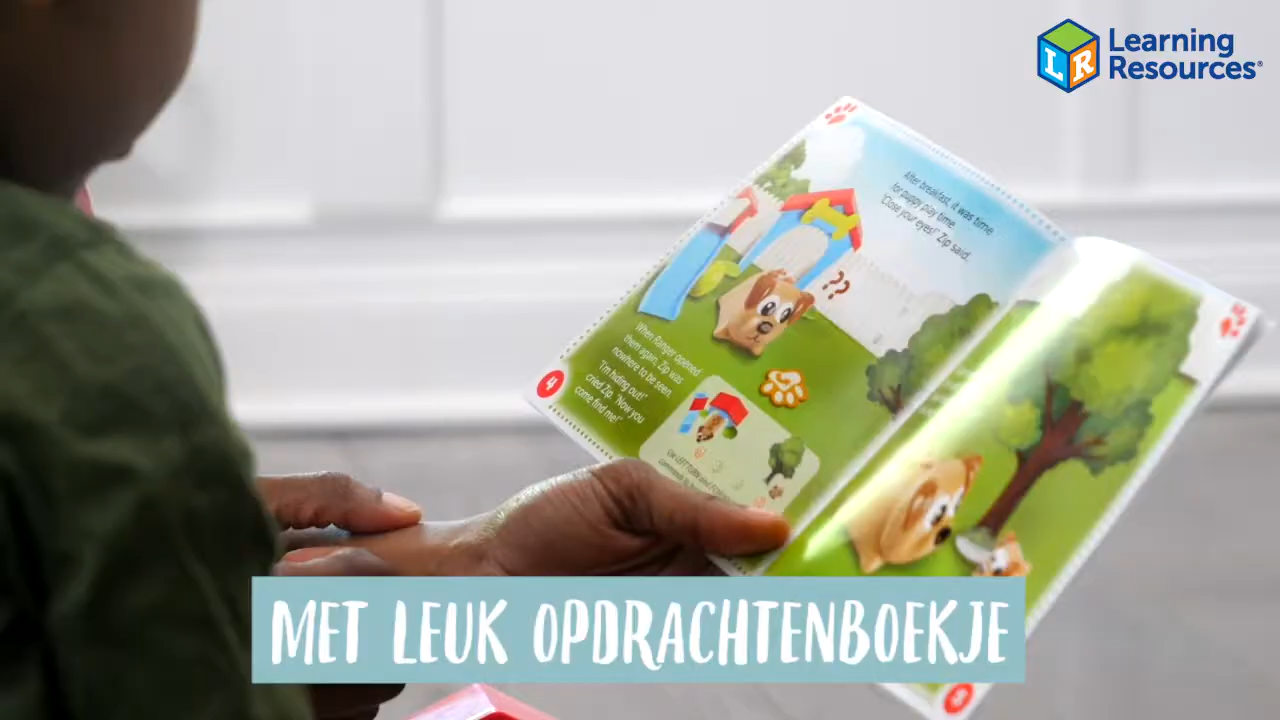 Learning
Resources®
After breakfast, it was time
for puppy play time.
"Close your eyes!" Zip said.
??
When Ranger opened
them again, Zip was
nowhere to be seen.
"I'm hiding out!"
cried Zip. "Now you
come find me!"
4
MET LEUK OPDRACHTENBOEKJE